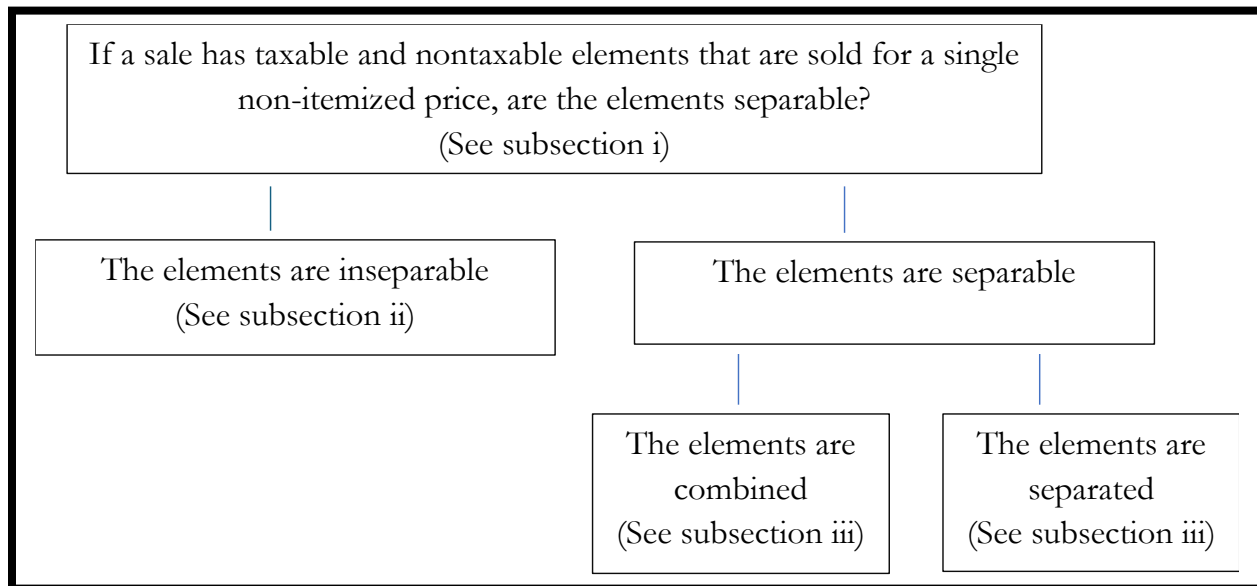 If a sale has taxable and nontaxable elements that are sold for a single
non-itemized price, are the elements separable?
(See subsection i)
The elements are inseparable
(See subsection ii)
The elements are separable
The elements are
combined
(See subsection iii)
The elements are
separated
(See subsection iii)